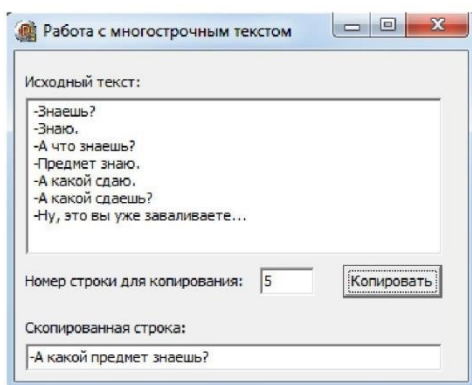 Работа с многострочным текстом
Исходный текст:
-Знаешь?
-Знаю.
-А что знаешь?
-Предмет знаю.
-А какой сдаю.
-А какой сдаешь?
-Ну, это вы уже заваливаете...
Номер строки для копирования: 5 Копировать
Скопированная строка:
-А какой предмет знаешь?